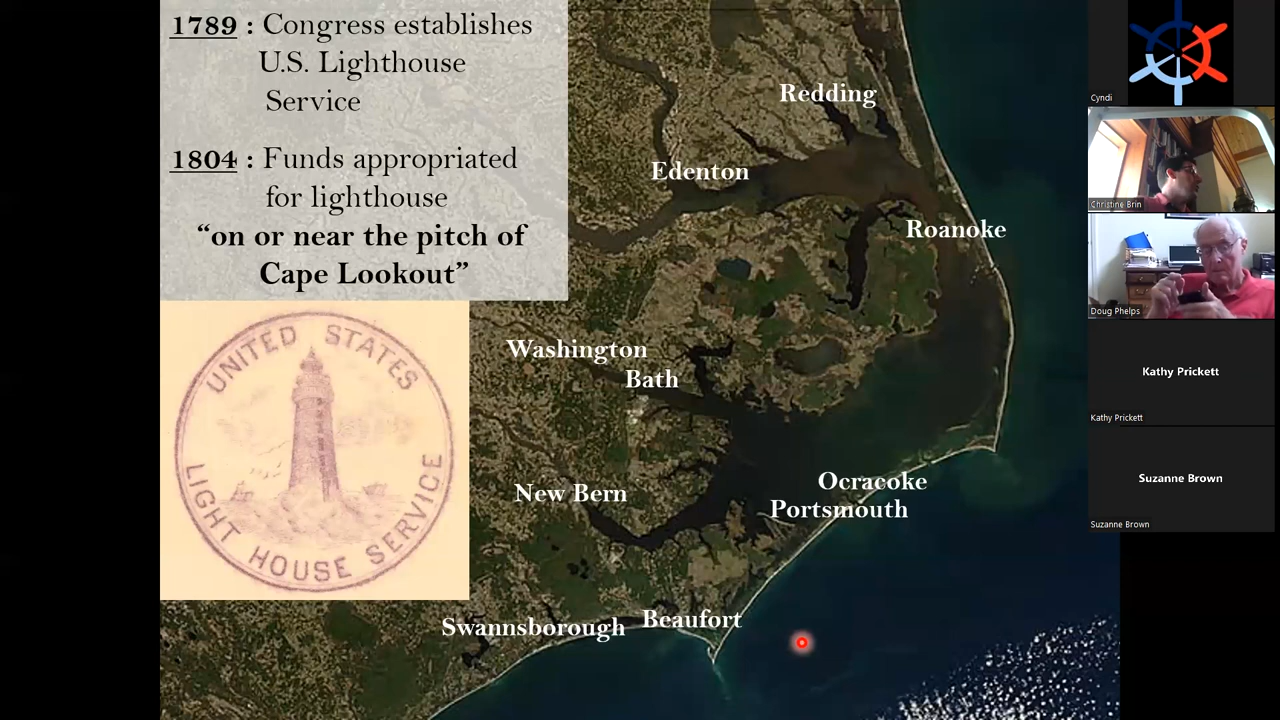 1789 : Congress establishes
U.S. Lighthouse
Service
1804 : Funds appropriated
for lighthouse
“on or near the pitch of
Cape Lookout”
UNITED STATES
LIGHT HOUSE SERVICE
Redding
Edenton
Roanoke
Washington
Bath
New Bern
Ocracoke
Portsmouth
Swannsborough
Beaufort
Cyndi
Christine Brin
Doug Phelps
Kathy Prickett
Kathy Prickett
Suzanne Brown
Suzanne Brown